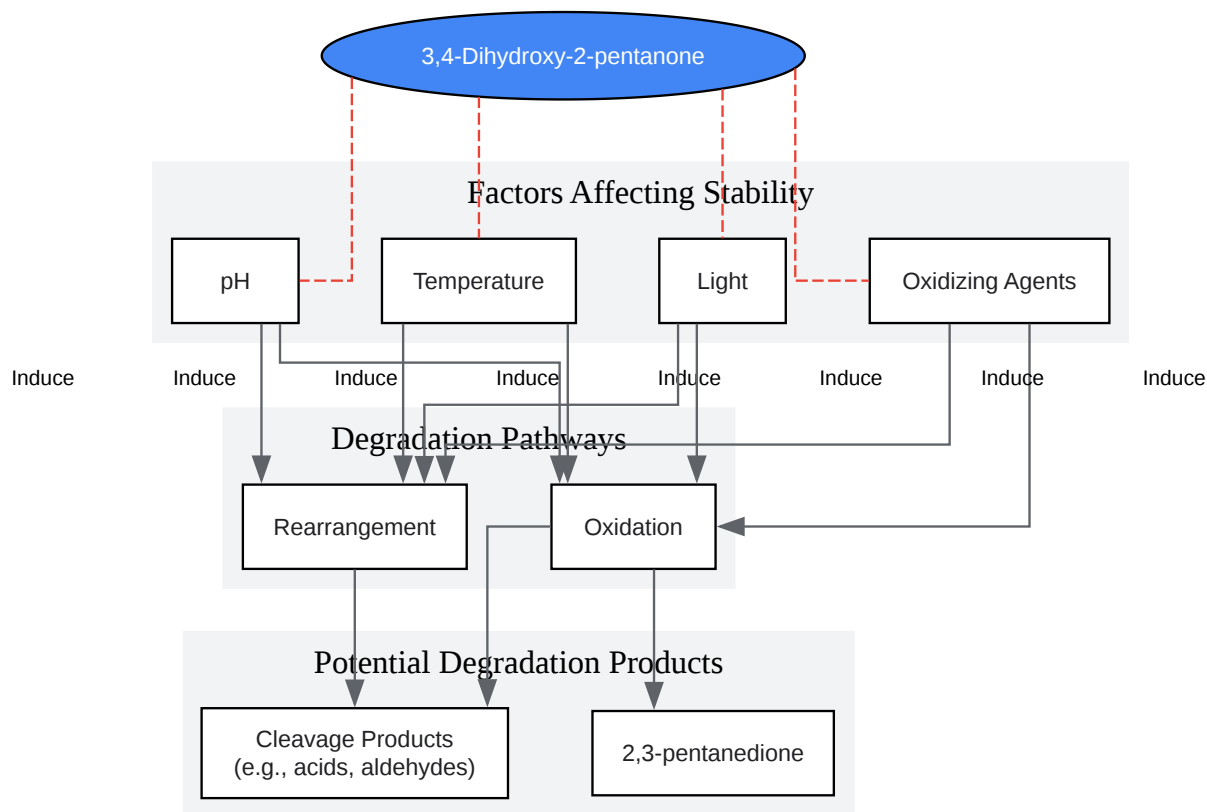 3,4-Dihydroxy-2-pentanone
Factors Affecting Stability
pH
Temperature
Light
Oxidizing Agents
Induce
Induce
Induce
Induce
Induce
Induce
Induce
Induce
Degradation Pathways
Rearrangement
Oxidation
Potential Degradation Products
Cleavage Products
(e.g., acids, aldehydes)
2,3-pentanedione